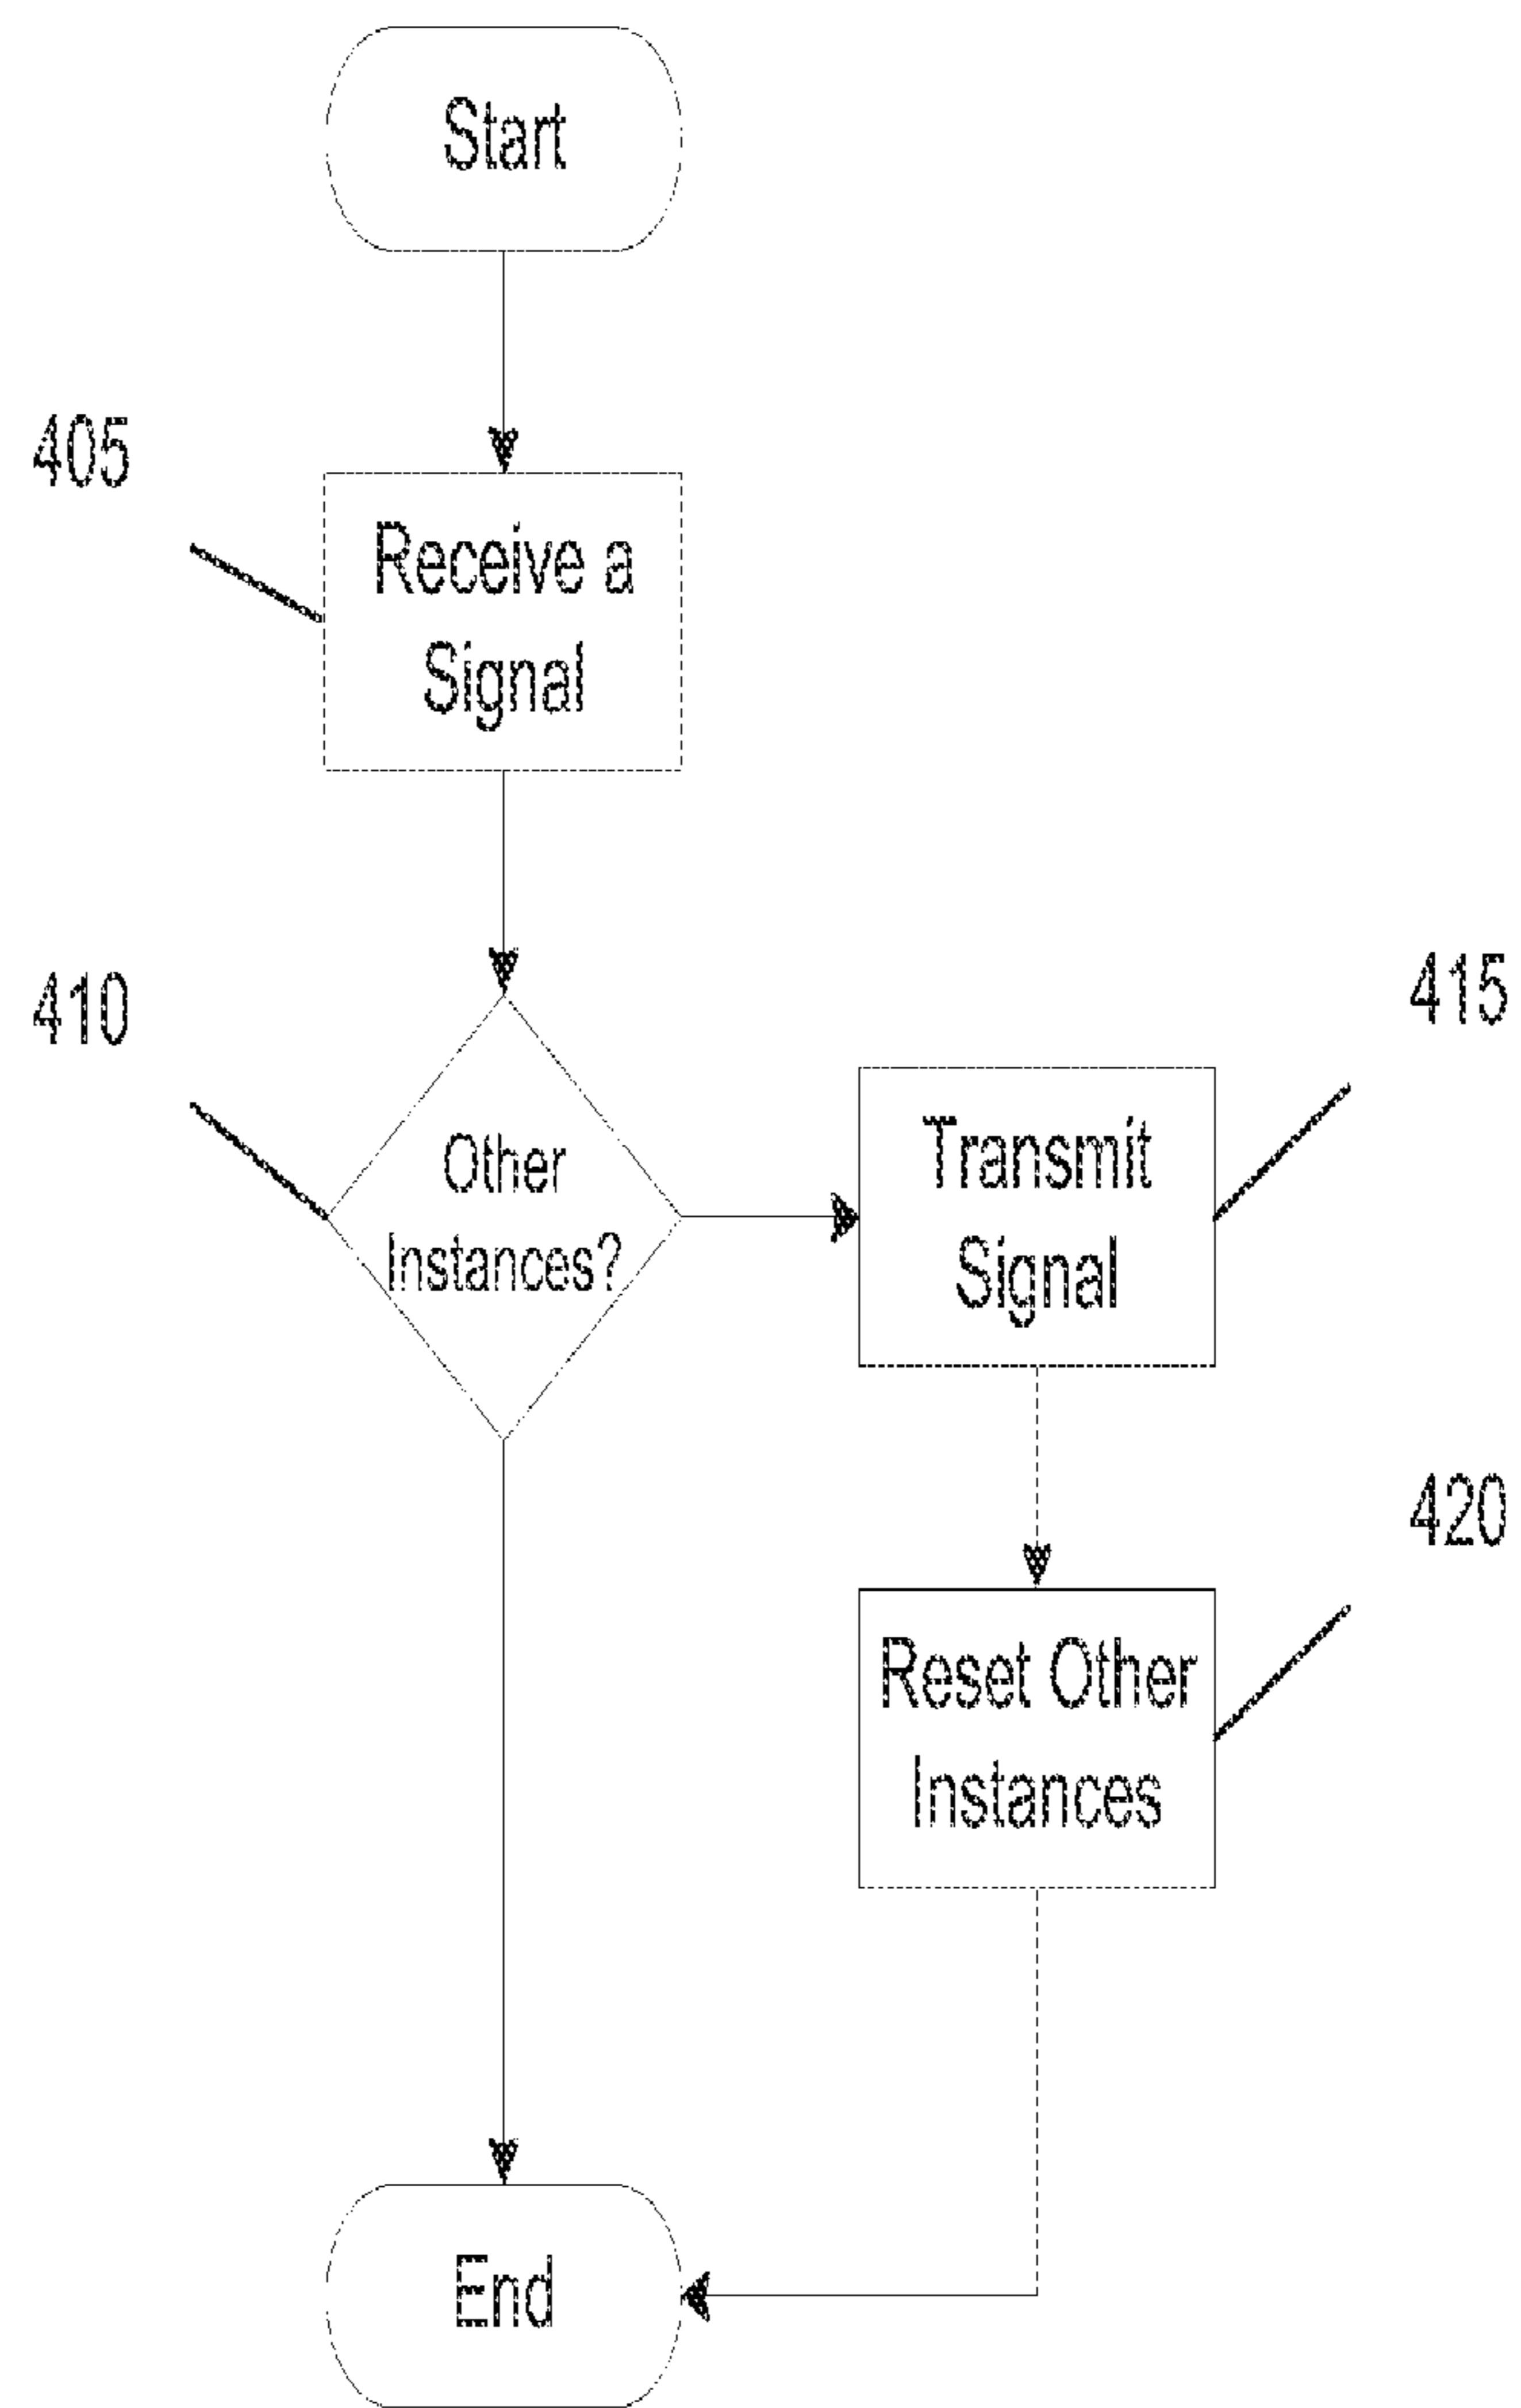 Start
405
Receive a
Signal
410
Other
Instances?
415
Transmit
Signal
420
Reset Other
Instances
End